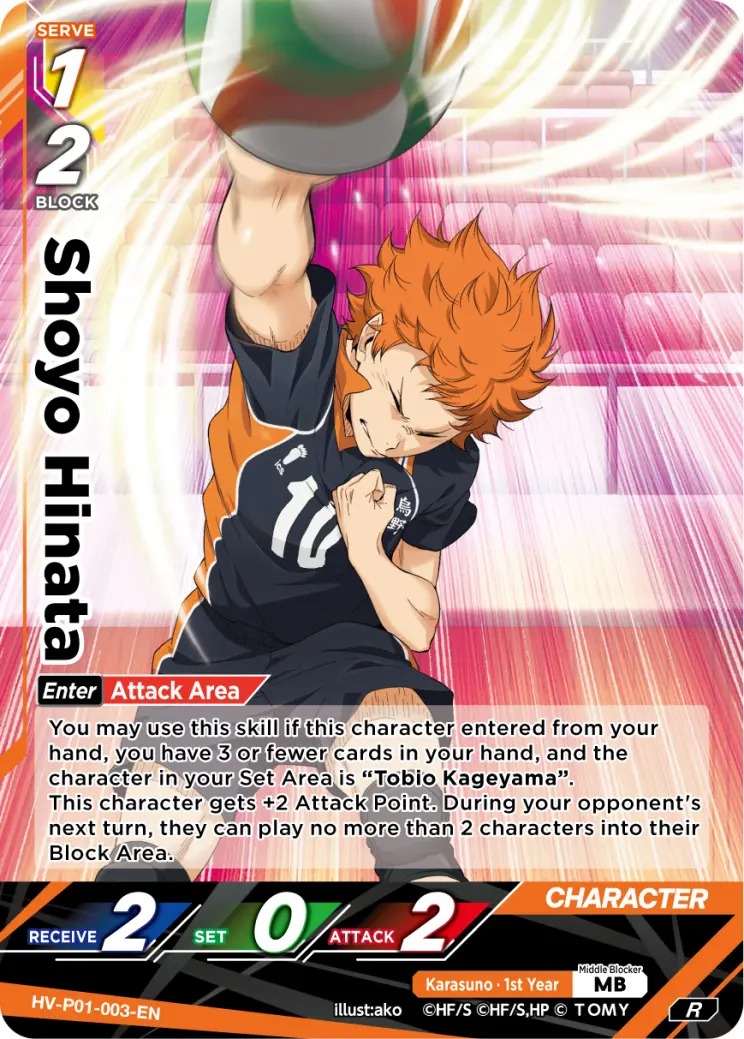 SERVE
1
2
BLOCK
Shoyo Hinata
10
烏野
Enter Attack Area
You may use this skill if this character entered from your
hand, you have 3 or fewer cards in your hand, and the
character in your Set Area is “Tobio Kageyama”.
This character gets +2 Attack Point. During your opponent's
next turn, they can play no more than 2 characters into their
Block Area.
CHARACTER
RECEIVE 2 SET 0 ATTACK 2
Middle Blocker
Karasuno · 1st Year MB
HV-P01-003-EN illust:ako ©HF/S ©HF/S,HP © TOMY R